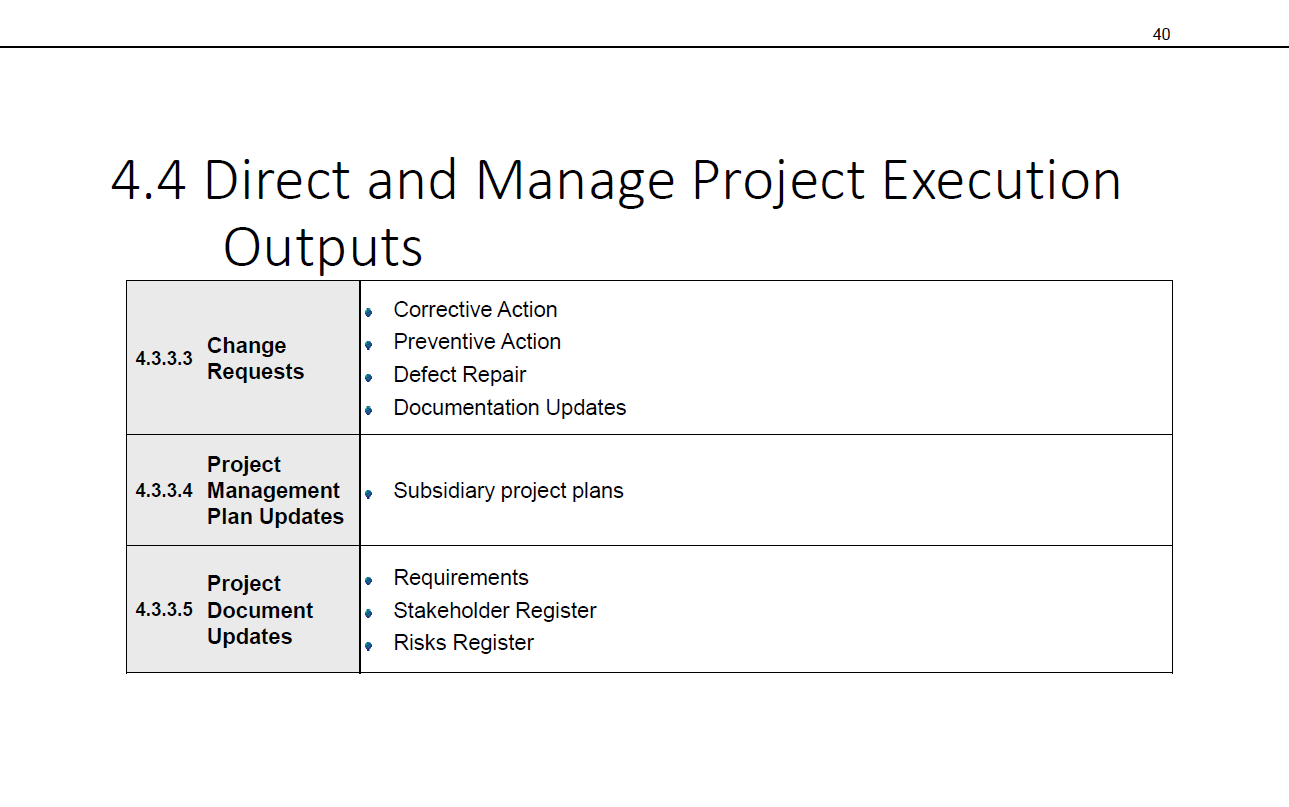 40
4.4 Direct and Manage Project Execution
Outputs
4.3.3.3 Change
Requests
Corrective Action
Preventive Action
Defect Repair
Documentation Updates
4.3.3.4 Project
Management
Plan Updates
Subsidiary project plans
4.3.3.5 Project
Document
Updates
Requirements
Stakeholder Register
Risks Register